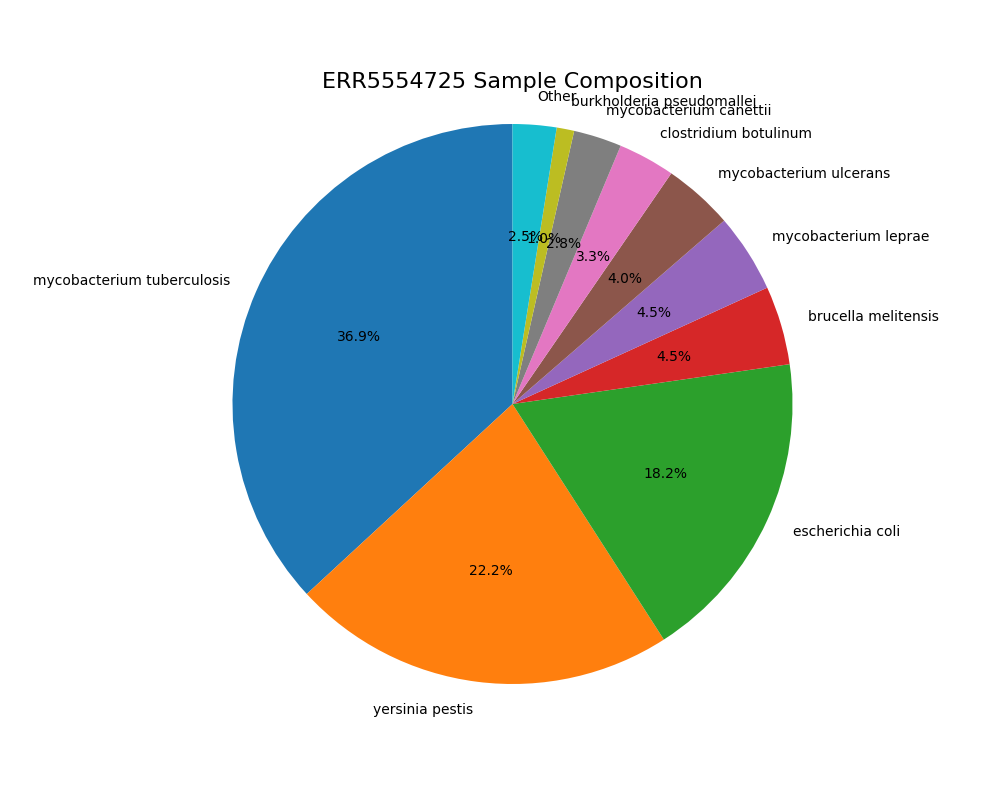 ERR5554725 Sample Composition
Other
burkholderia pseudomallei
mycobacterium canettii
clostridium botulinum
mycobacterium ulcerans
mycobacterium leprae
brucella melitensis
escherichia coli
yersinia pestis
mycobacterium tuberculosis
2.5%
1.0%
2.8%
3.3%
4.0%
4.5%
4.5%
18.2%
22.2%
36.9%